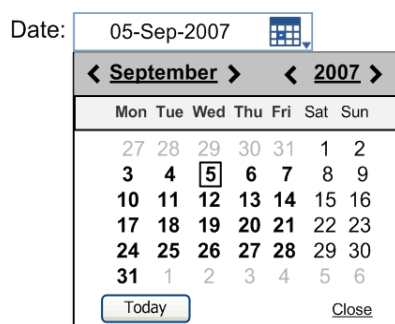 Date: 05-Sep-2007
< September > < 2007 >
Mon Tue Wed Thu Fri Sat Sun
27 28 29 30 31 1 2
3 4 5 6 7 8 9
10 11 12 13 14 15 16
17 18 19 20 21 22 23
24 25 26 27 28 29 30
31 1 2 3 4 5 6
Today Close